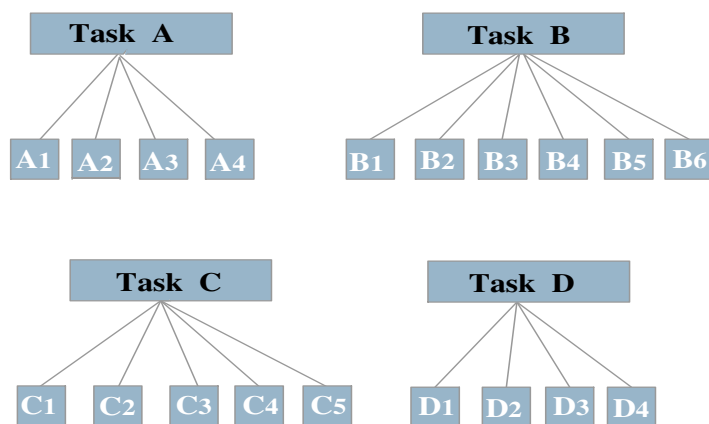 Task A
Task B
A1 A2 A3 A4
B1 B2 B3 B4 B5 B6
Task C
Task D
C1 C2 C3 C4 C5
D1 D2 D3 D4